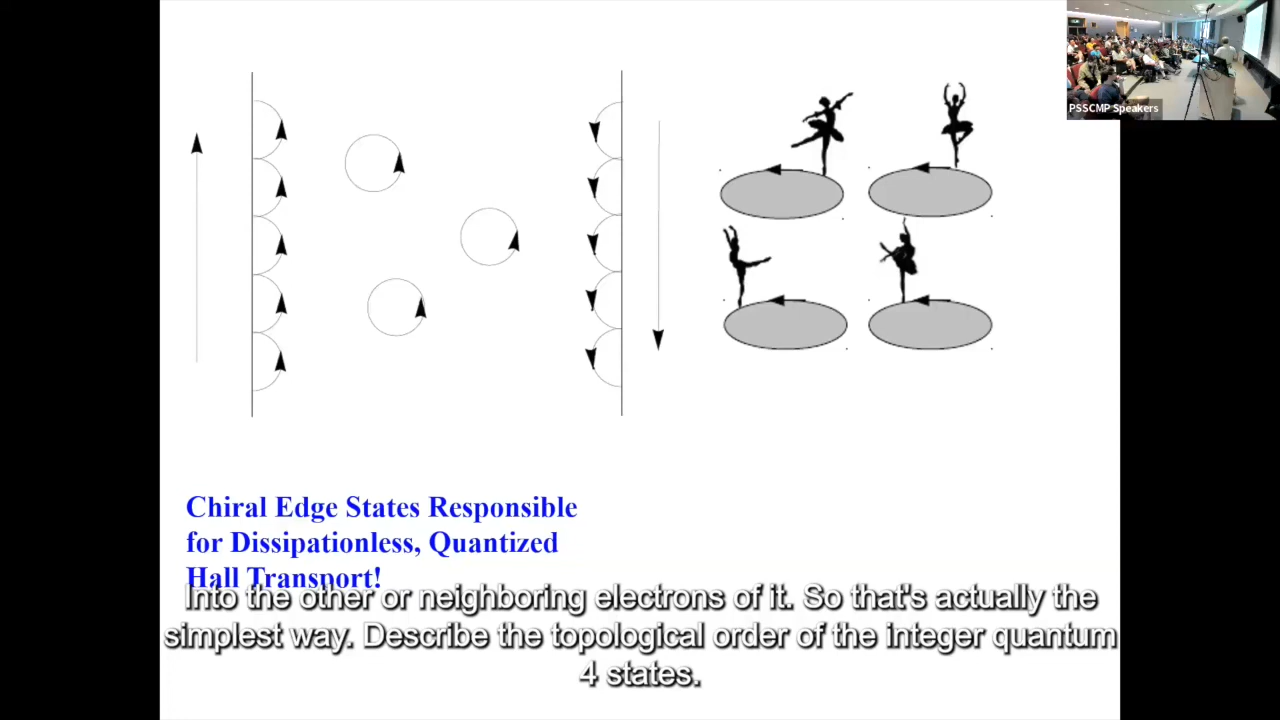 PSSCMP Speakers
Chiral Edge States Responsible
for Dissipationless, Quantized
Hall Transport!
Into the other or neighboring electrons of it. So that's actually the
simplest way. Describe the topological order of the integer quantum
4 states.